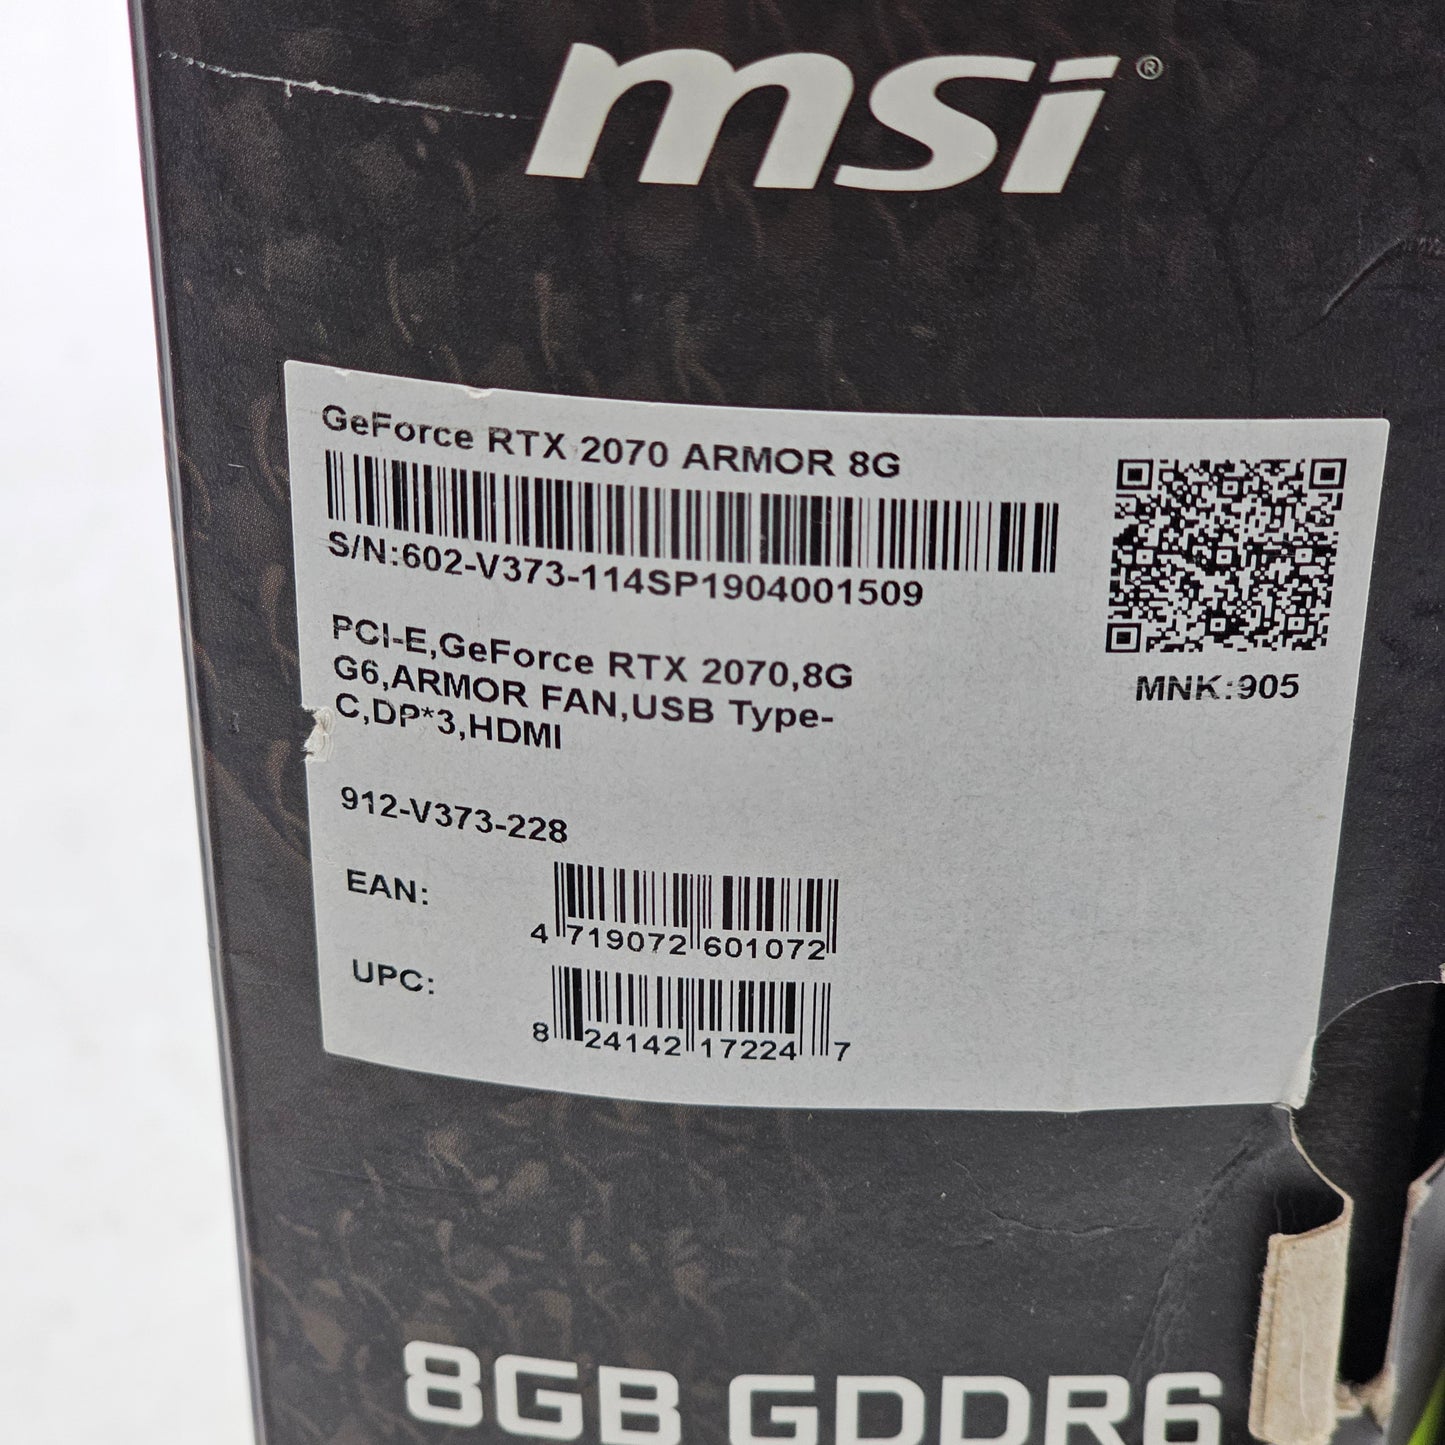 msi®
GeForce RTX 2070 ARMOR 8G
S/N:602-V373-114SP1904001509
MNK:905
PCI-E,GeForce RTX 2070,8G
G6,ARMOR FAN,USB Type-
C,DP*3,HDMI
912-V373-228
EAN:
4 719072 601072
UPC:
8 24142 17224 7
8GB GDDR6